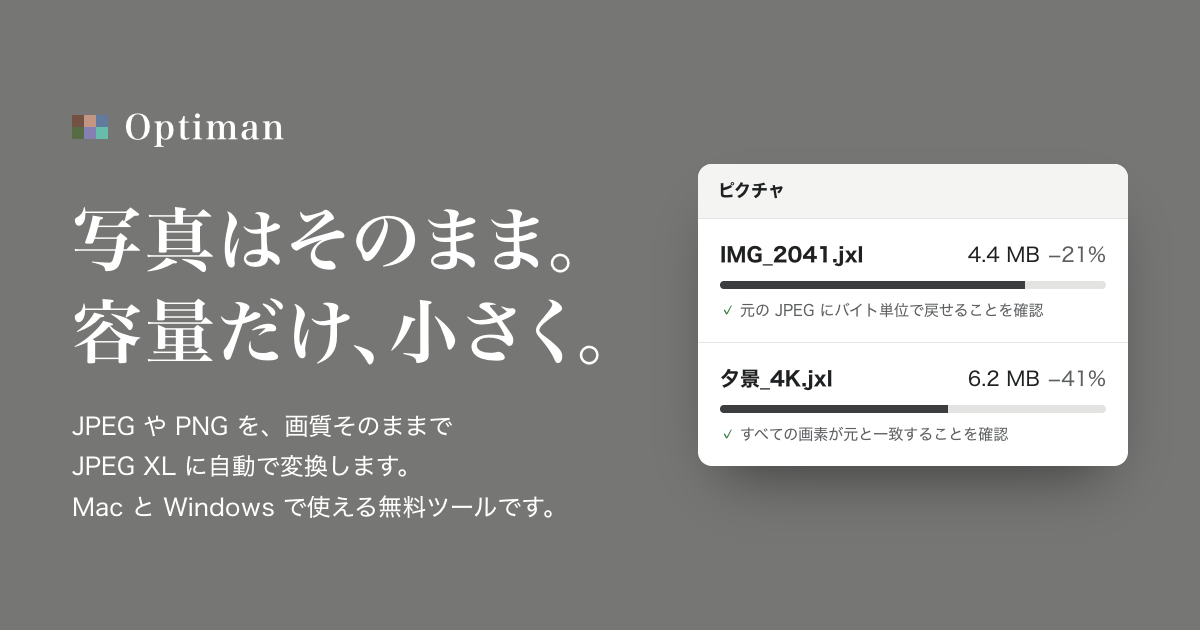 Optiman
写真はそのまま。
容量だけ、小さく。
JPEG や PNG を、画質そのままで
JPEG XL に自動で変換します。
Mac と Windows で使える無料ツールです。
ピクチャ
IMG_2041.jxl 4.4 MB −21%
✓ 元の JPEG にバイト単位で戻せることを確認
夕景_4K.jxl 6.2 MB −41%
✓ すべての画素が元と一致することを確認